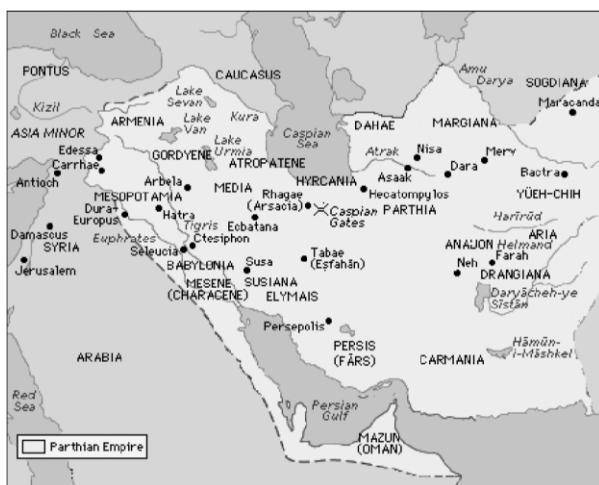 Black Sea
PONTUS
CAUCASUS
Amu
Darya
SOGDIANA
Maracanda
Kizil
Lake
Sevan
Kura
ARMENIA
Lake
Van
Caspian
Sea
DAHAE
MARGIANA
ASIA MINOR
Edessa
Carrhae
GORDYENE
Lake
Urmia
ATROPATENE
Atrak
Nisa
Merv
Antioch
Arbela
MEDIA
HYRCANIA
Asaak
Dara
Bactra
MESOPOTAMIA
Rhagae
(Arsacia)
Hecatompylos
YÜEH-CHIH
Dura-
Europus
Hatra
Ecbatana
Caspian
Gates
PARTHIA
Harīrūd
Damascus
SYRIA
Euphrates
Tigris
Ctesiphon
Seleucia
ARIA
Tabae
(Eşfahān)
ANAUON
Helmand
Farah
Neh
DRANGIANA
Jerusalem
BABYLONIA
Susa
MESENE
(CHARACENE)
SUSIANA
ELYMAIS
Daryācheh-ye
Sīstān
Persepolis
PERSIS
(FĀRS)
CARMANIA
Hāmūn-
i-Māshkel
ARABIA
Red
Sea
Persian
Gulf
MAZUN
(OMAN)
Parthian Empire